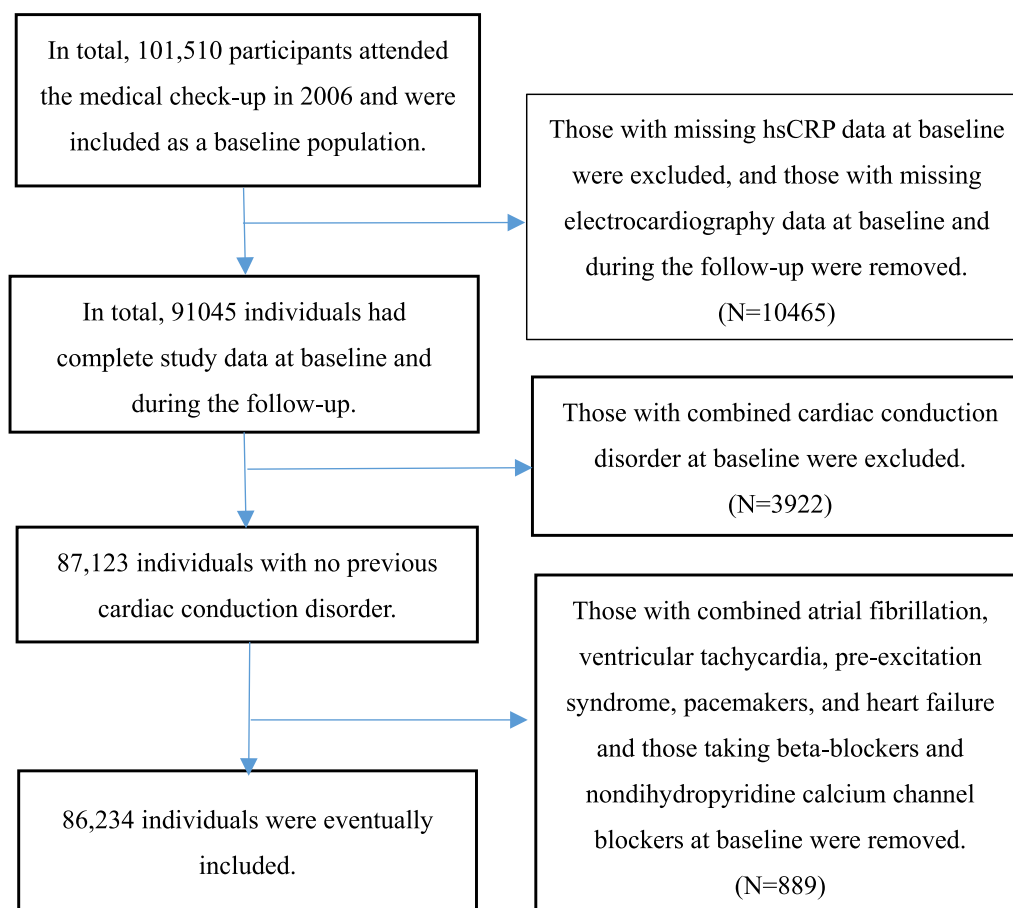 In total, 101,510 participants attended
the medical check-up in 2006 and were
included as a baseline population.
Those with missing hsCRP data at baseline
were excluded, and those with missing
electrocardiography data at baseline and
during the follow-up were removed.
(N=10465)
In total, 91045 individuals had
complete study data at baseline and
during the follow-up.
Those with combined cardiac conduction
disorder at baseline were excluded.
(N=3922)
87,123 individuals with no previous
cardiac conduction disorder.
Those with combined atrial fibrillation,
ventricular tachycardia, pre-excitation
syndrome, pacemakers, and heart failure
and those taking beta-blockers and
nondihydropyridine calcium channel
blockers at baseline were removed.
(N=889)
86,234 individuals were eventually
included.